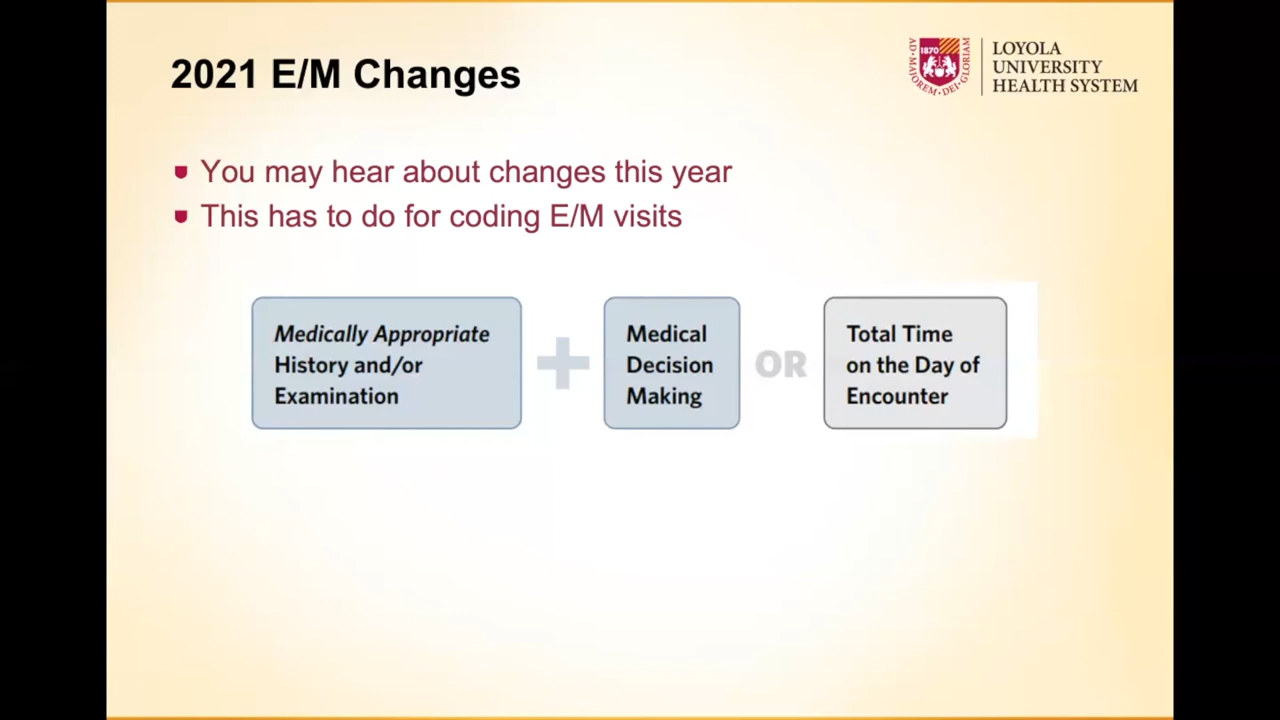 2021 E/M Changes
AD·MAJOREM·DEI·GLORIAM
1870
LOYOLA
UNIVERSITY
HEALTH SYSTEM
You may hear about changes this year
This has to do for coding E/M visits
Medically Appropriate
History and/or
Examination
Medical
Decision
Making
OR
Total Time
on the Day of
Encounter